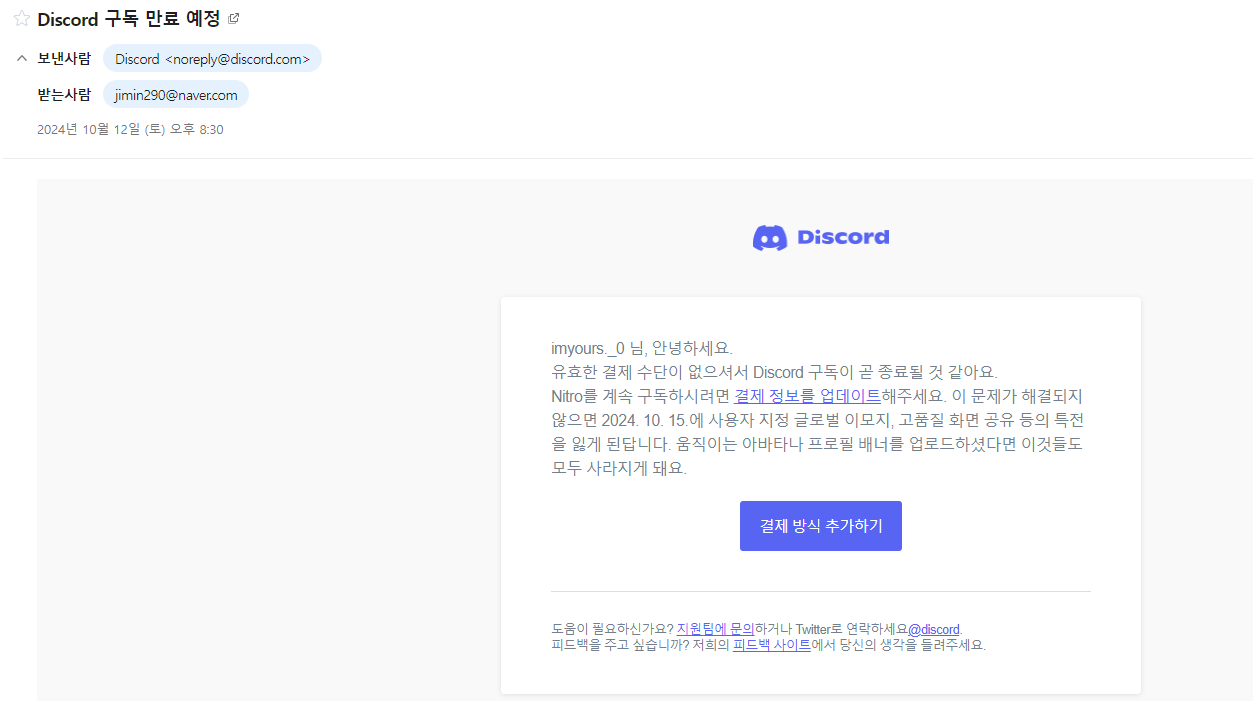 Discord 구독 만료 예정
보낸사람 Discord <noreply@discord.com>
받는사람 jimin290@naver.com
2024년 10월 12일 (토) 오후 8:30
Discord
imyours._0 님, 안녕하세요.
유효한 결제 수단이 없으셔서 Discord 구독이 곧 종료될 것 같아요.
Nitro를 계속 구독하시려면 결제 정보를 업데이트해주세요. 이 문제가 해결되지
않으면 2024. 10. 15.에 사용자 지정 글로벌 이모지, 고품질 화면 공유 등의 특전
을 잃게 된답니다. 움직이는 아바타나 프로필 배너를 업로드하셨다면 이것들도
모두 사라지게 돼요.
결제 방식 추가하기
도움이 필요하신가요? 지원팀에 문의하거나 Twitter로 연락하세요@discord.
피드백을 주고 싶습니까? 저희의 피드백 사이트에서 당신의 생각을 들려주세요.